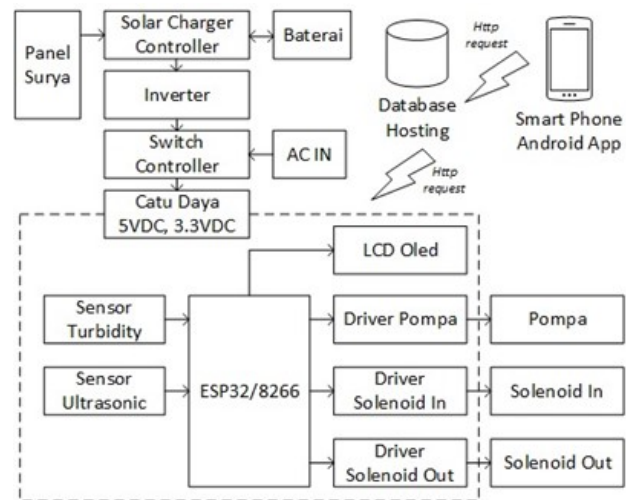 Panel
Surya
Solar Charger
Controller
Baterai
Inverter
Switch
Controller
AC IN
Catu Daya
5VDC, 3.3VDC
Http
request
Database
Hosting
Smart Phone
Android App
Http
request
LCD Oled
Sensor
Turbidity
Sensor
Ultrasonic
ESP32/8266
Driver Pompa
Pompa
Driver
Solenoid In
Solenoid In
Driver
Solenoid Out
Solenoid Out